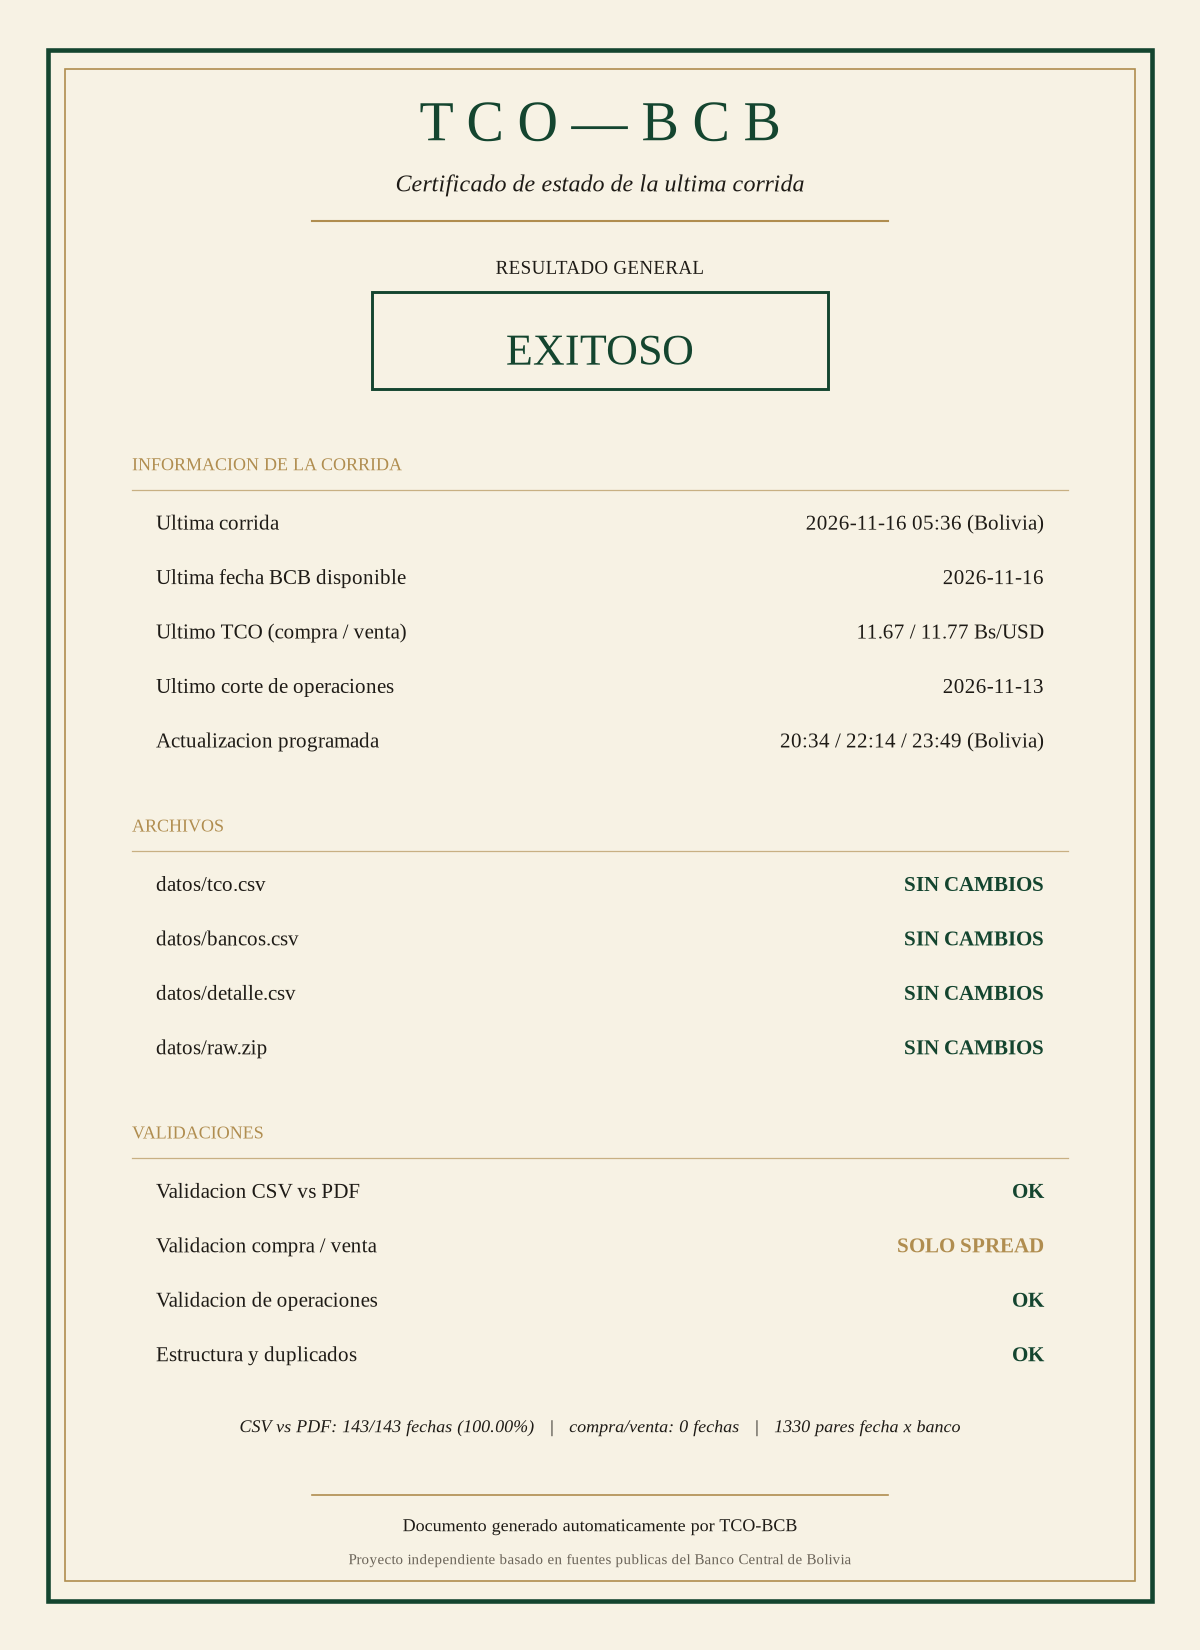 TCO—BCB
Certificado de estado de la ultima corrida
RESULTADO GENERAL
EXITOSO
INFORMACION DE LA CORRIDA
Ultima corrida 2026-11-16 05:36 (Bolivia)
Ultima fecha BCB disponible 2026-11-16
Ultimo TCO (compra / venta) 11.67 / 11.77 Bs/USD
Ultimo corte de operaciones 2026-11-13
Actualizacion programada 20:34 / 22:14 / 23:49 (Bolivia)
ARCHIVOS
datos/tco.csv SIN CAMBIOS
datos/bancos.csv SIN CAMBIOS
datos/detalle.csv SIN CAMBIOS
datos/raw.zip SIN CAMBIOS
VALIDACIONES
Validacion CSV vs PDF OK
Validacion compra / venta SOLO SPREAD
Validacion de operaciones OK
Estructura y duplicados OK
CSV vs PDF: 143/143 fechas (100.00%) | compra/venta: 0 fechas | 1330 pares fecha x banco
Documento generado automaticamente por TCO-BCB
Proyecto independiente basado en fuentes publicas del Banco Central de Bolivia